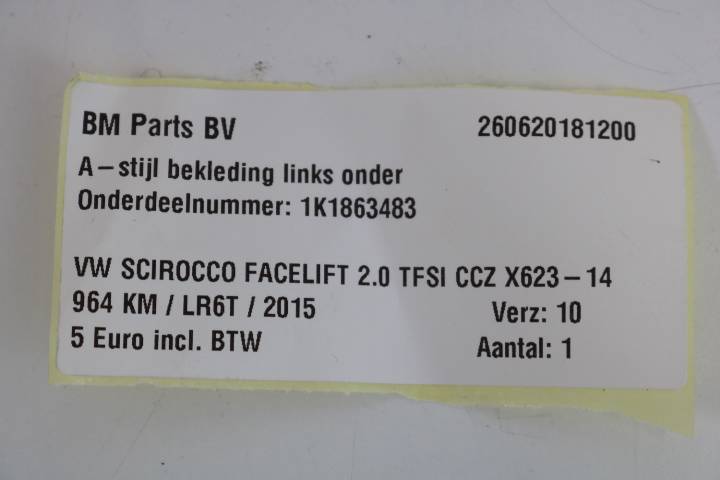 BM Parts BV 260620181200
A-stijl bekleding links onder
Onderdeelnummer: 1K1863483
VW SCIROCCO FACELIFT 2.0 TFSI CCZ X623-14
964 KM / LR6T / 2015 Verz: 10
5 Euro incl. BTW Aantal: 1